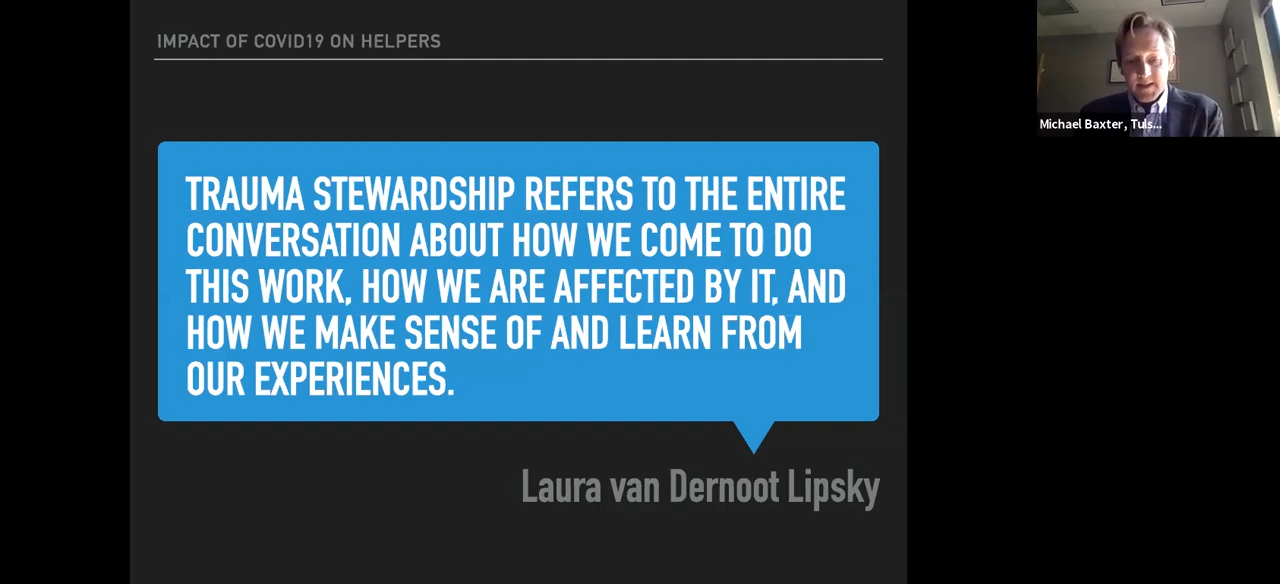 IMPACT OF COVID19 ON HELPERS
TRAUMA STEWARDSHIP REFERS TO THE ENTIRE
CONVERSATION ABOUT HOW WE COME TO DO
THIS WORK, HOW WE ARE AFFECTED BY IT, AND
HOW WE MAKE SENSE OF AND LEARN FROM
OUR EXPERIENCES.
Laura van Dernoot Lipsky
Michael Baxter, Tuls...